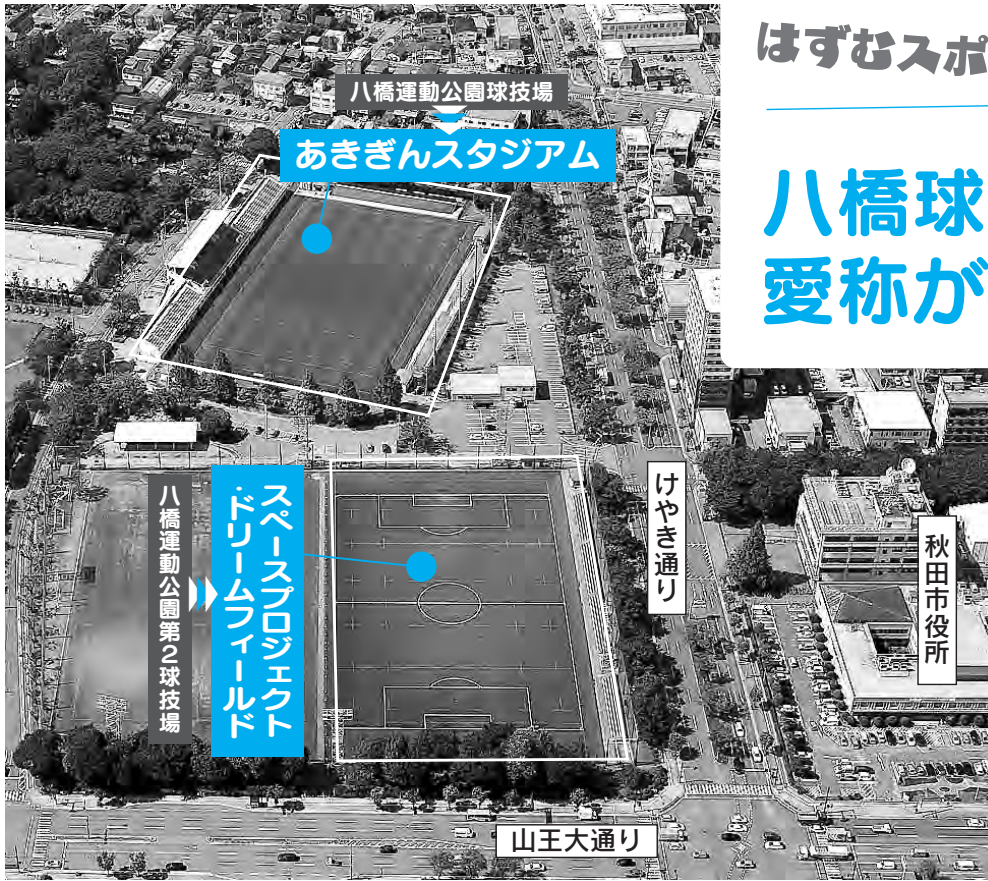 はずむスポ
八橋球
愛称が
八橋運動公園球技場
あきぎんスタジアム
八橋運動公園第2球技場
スペースプロジェクト
・ドリームフィールド
けやき通り
秋田市役所
山王大通り